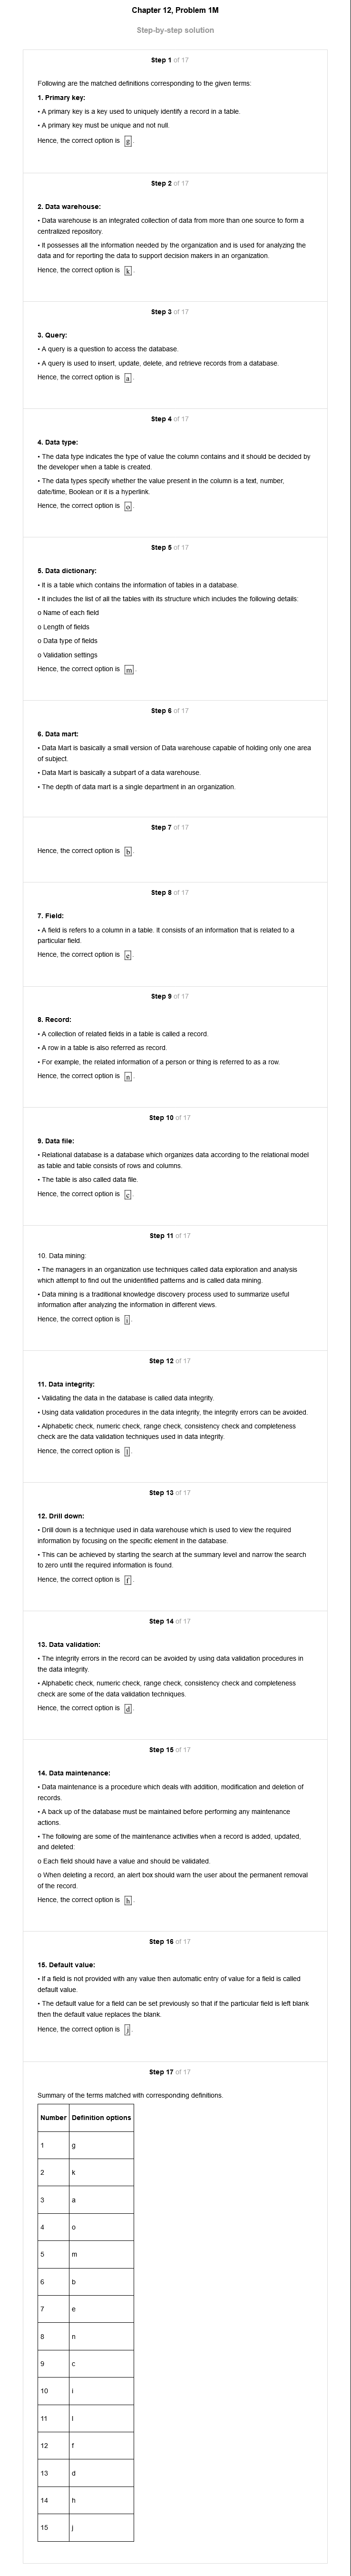 Chapter 12, Problem 1M
Step-by-step solution
Step 1 of 17
Following are the matched definitions corresponding to the given terms:
1. Primary key:
• A primary key is a key used to uniquely identify a record in a table.
• A primary key must be unique and not null.
Hence, the correct option is g.
Step 2 of 17
2. Data warehouse:
• Data warehouse is an integrated collection of data from more than one source to form a
centralized repository.
• It possesses all the information needed by the organization and is used for analyzing the
data and for reporting the data to support decision makers in an organization.
Hence, the correct option is k.
Step 3 of 17
3. Query:
• A query is a question to access the database.
• A query is used to insert, update, delete, and retrieve records from a database.
Hence, the correct option is a.
Step 4 of 17
4. Data type:
• The data type indicates the type of value the column contains and it should be decided by
the developer when a table is created.
• The data types specify whether the value present in the column is a text, number,
date/time, Boolean or it is a hyperlink.
Hence, the correct option is o.
Step 5 of 17
5. Data dictionary:
• It is a table which contains the information of tables in a database.
• It includes the list of all the tables with its structure which includes the following details:
o Name of each field
o Length of fields
o Data type of fields
o Validation settings
Hence, the correct option is m.
Step 6 of 17
6. Data mart:
• Data Mart is basically a small version of Data warehouse capable of holding only one area
of subject.
• Data Mart is basically a subpart of a data warehouse.
• The depth of data mart is a single department in an organization.
Step 7 of 17
Hence, the correct option is b.
Step 8 of 17
7. Field:
• A field is refers to a column in a table. It consists of an information that is related to a
particular field.
Hence, the correct option is e.
Step 9 of 17
8. Record:
• A collection of related fields in a table is called a record.
• A row in a table is also referred as record.
• For example, the related information of a person or thing is referred to as a row.
Hence, the correct option is n.
Step 10 of 17
9. Data file:
• Relational database is a database which organizes data according to the relational model
as table and table consists of rows and columns.
• The table is also called data file.
Hence, the correct option is c.
Step 11 of 17
10. Data mining:
• The managers in an organization use techniques called data exploration and analysis
which attempt to find out the unidentified patterns and is called data mining.
• Data mining is a traditional knowledge discovery process used to summarize useful
information after analyzing the information in different views.
Hence, the correct option is i.
Step 12 of 17
11. Data integrity:
• Validating the data in the database is called data integrity.
• Using data validation procedures in the data integrity, the integrity errors can be avoided.
• Alphabetic check, numeric check, range check, consistency check and completeness
check are the data validation techniques used in data integrity.
Hence, the correct option is l.
Step 13 of 17
12. Drill down:
• Drill down is a technique used in data warehouse which is used to view the required
information by focusing on the specific element in the database.
• This can be achieved by starting the search at the summary level and narrow the search
to zero until the required information is found.
Hence, the correct option is f.
Step 14 of 17
13. Data validation:
• The integrity errors in the record can be avoided by using data validation procedures in
the data integrity.
• Alphabetic check, numeric check, range check, consistency check and completeness
check are some of the data validation techniques.
Hence, the correct option is d.
Step 15 of 17
14. Data maintenance:
• Data maintenance is a procedure which deals with addition, modification and deletion of
records.
• A back up of the database must be maintained before performing any maintenance
actions.
• The following are some of the maintenance activities when a record is added, updated,
and deleted:
o Each field should have a value and should be validated.
o When deleting a record, an alert box should warn the user about the permanent removal
of the record.
Hence, the correct option is h.
Step 16 of 17
15. Default value:
• If a field is not provided with any value then automatic entry of value for a field is called
default value.
• The default value for a field can be set previously so that if the particular field is left blank
then the default value replaces the blank.
Hence, the correct option is j.
Step 17 of 17
Summary of the terms matched with corresponding definitions.
Number Definition options
1 g
2 k
3 a
4 o
5 m
6 b
7 e
8 n
9 c
10 i
11 l
12 f
13 d
14 h
15 j